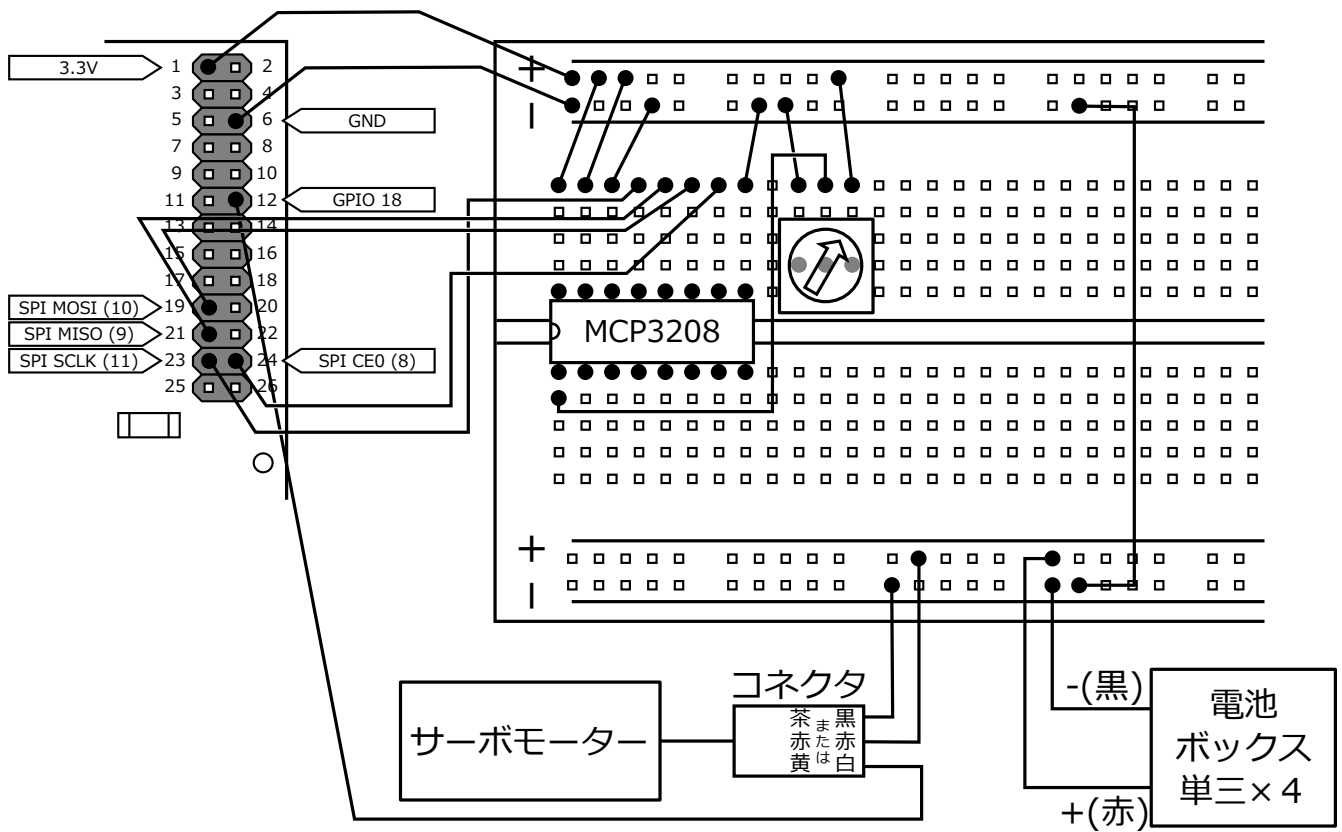 3.3V
1 2
3 4
5 6
GND
7 8
9 10
11 12
GPIO 18
13 14
15 16
17 18
SPI MOSI (10)
19 20
SPI MISO (9)
21 22
SPI SCLK (11)
23 24
SPI CE0 (8)
25 26
+
-
MCP3208
+
-
サーボモーター
コネクタ
茶 または 黒
赤 赤
黄 白
-(黒)
+(赤)
電池
ボックス
単三×４